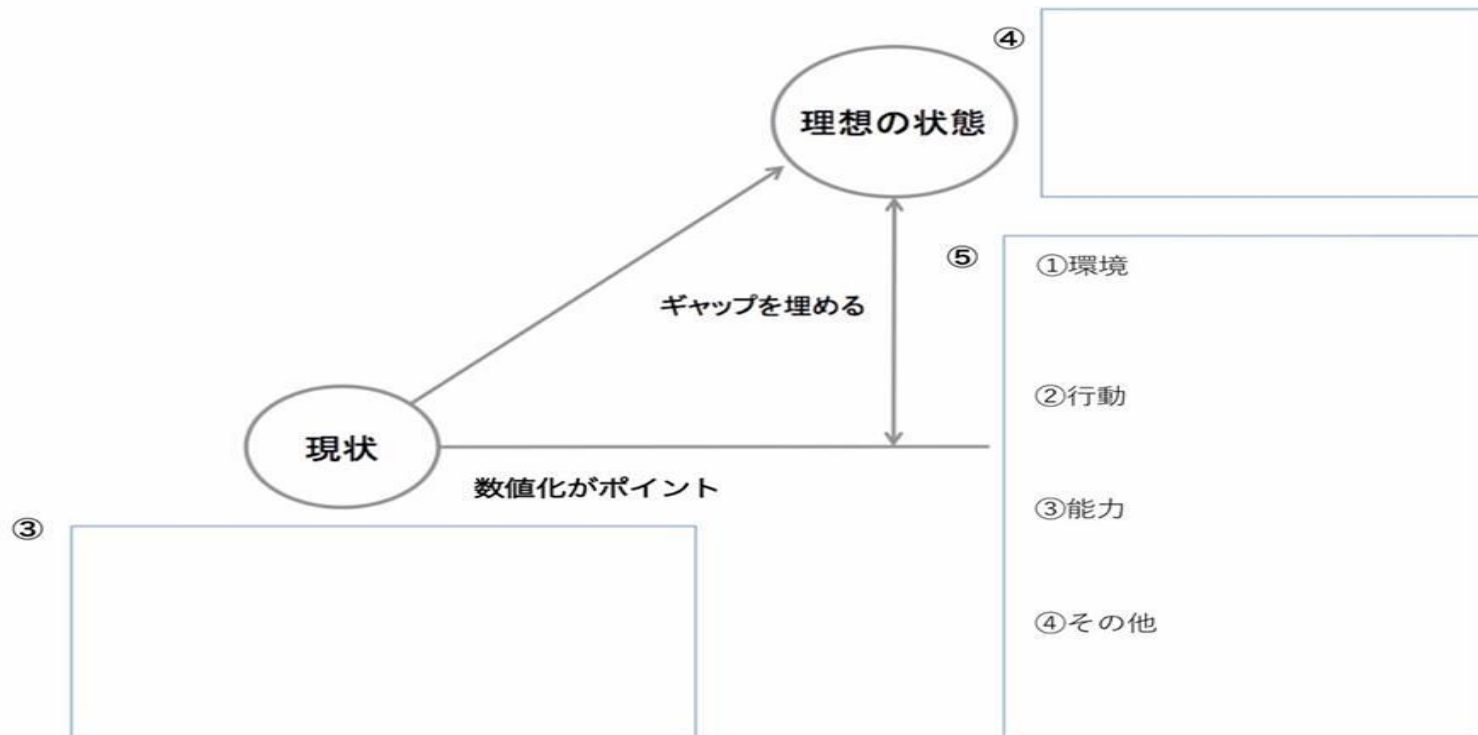 ④
理想の状態
⑤
①環境
ギャップを埋める
②行動
現状
数値化がポイント
③能力
③
④その他